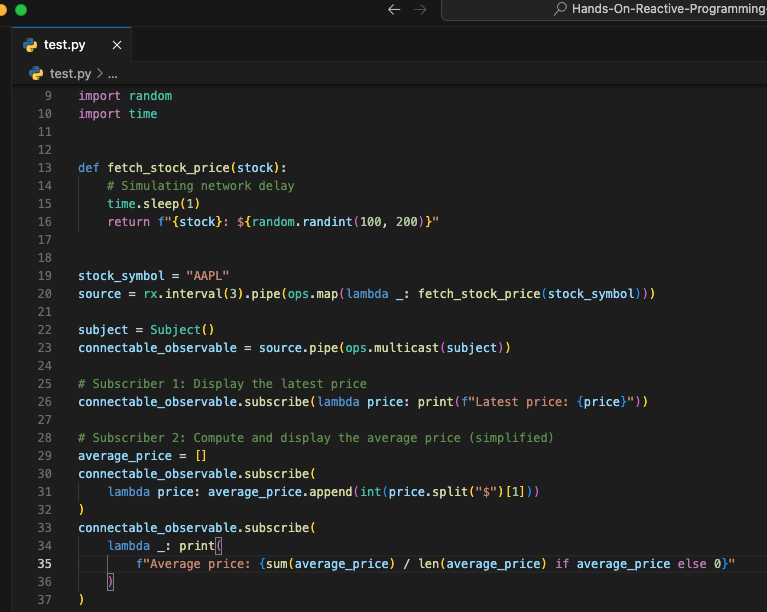 Hands-On-Reactive-Programming-
test.py
test.py > ...
9 import random
10 import time
11
12
13 def fetch_stock_price(stock):
14     # Simulating network delay
15     time.sleep(1)
16     return f"{stock}: ${random.randint(100, 200)}"
17
18
19 stock_symbol = "AAPL"
20 source = rx.interval(3).pipe(ops.map(lambda _: fetch_stock_price(stock_symbol)))
21
22 subject = Subject()
23 connectable_observable = source.pipe(ops.multicast(subject))
24
25 # Subscriber 1: Display the latest price
26 connectable_observable.subscribe(lambda price: print(f"Latest price: {price}"))
27
28 # Subscriber 2: Compute and display the average price (simplified)
29 average_price = []
30 connectable_observable.subscribe(
31     lambda price: average_price.append(int(price.split("$")[1]))
32 )
33 connectable_observable.subscribe(
34     lambda _: print(
35         f"Average price: {sum(average_price) / len(average_price) if average_price else 0}"
36     )
37 )